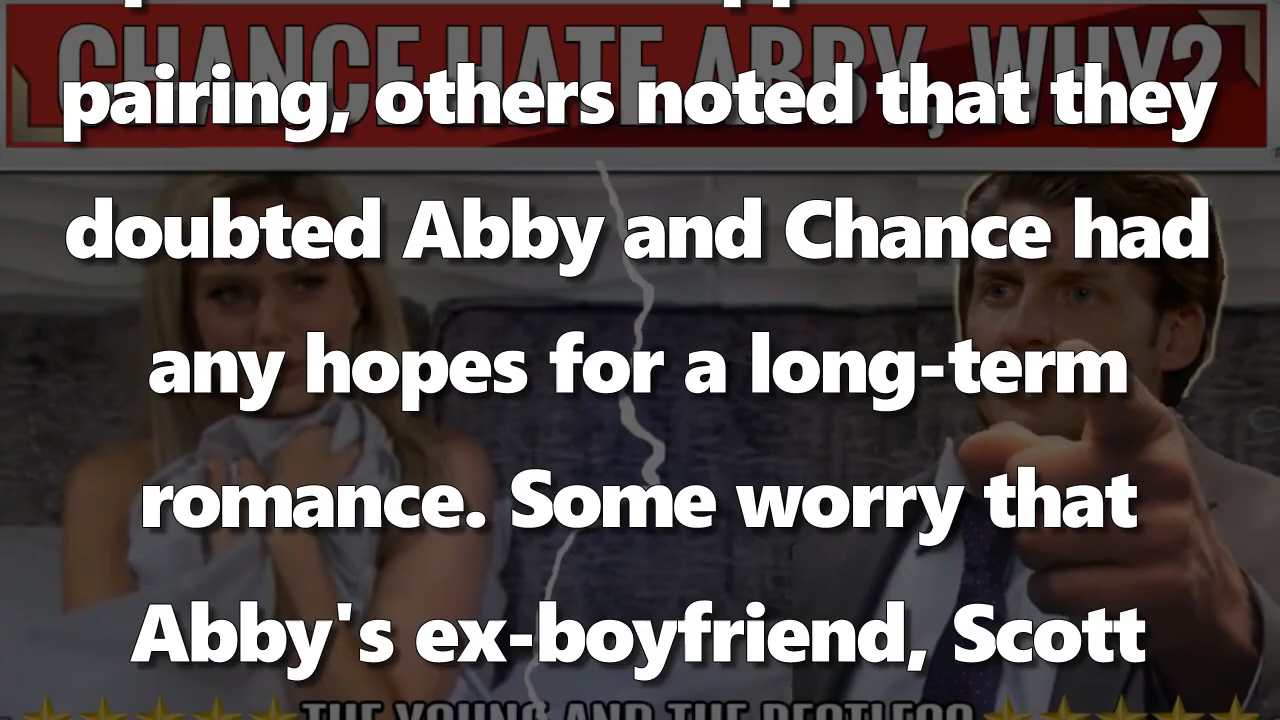 CHANCE HATE ABBY, WHY?
pairing, others noted that they
doubted Abby and Chance had
any hopes for a long-term
romance. Some worry that
Abby's ex-boyfriend, Scott
THE YOUNG AND THE RESTLESS